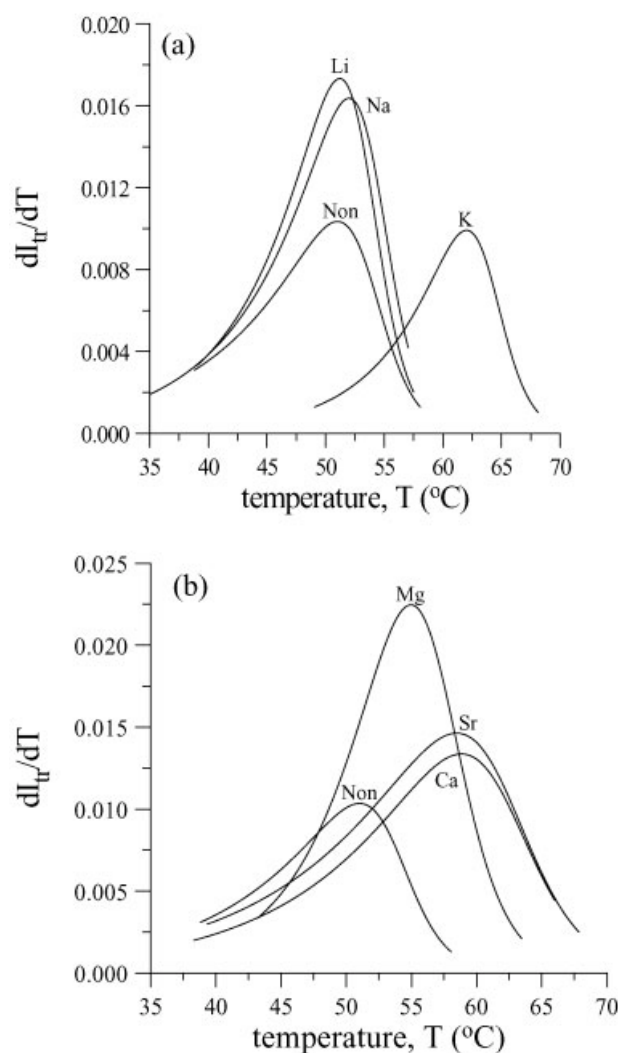 (a)
0.020
0.016
0.012
0.008
0.004
0.000
dI_tr/dT
Li
Na
Non
K
35 40 45 50 55 60 65 70
temperature, T (°C)
(b)
0.025
0.020
0.015
0.010
0.005
0.000
dI_tr/dT
Mg
Sr
Non
Ca
35 40 45 50 55 60 65 70
temperature, T (°C)